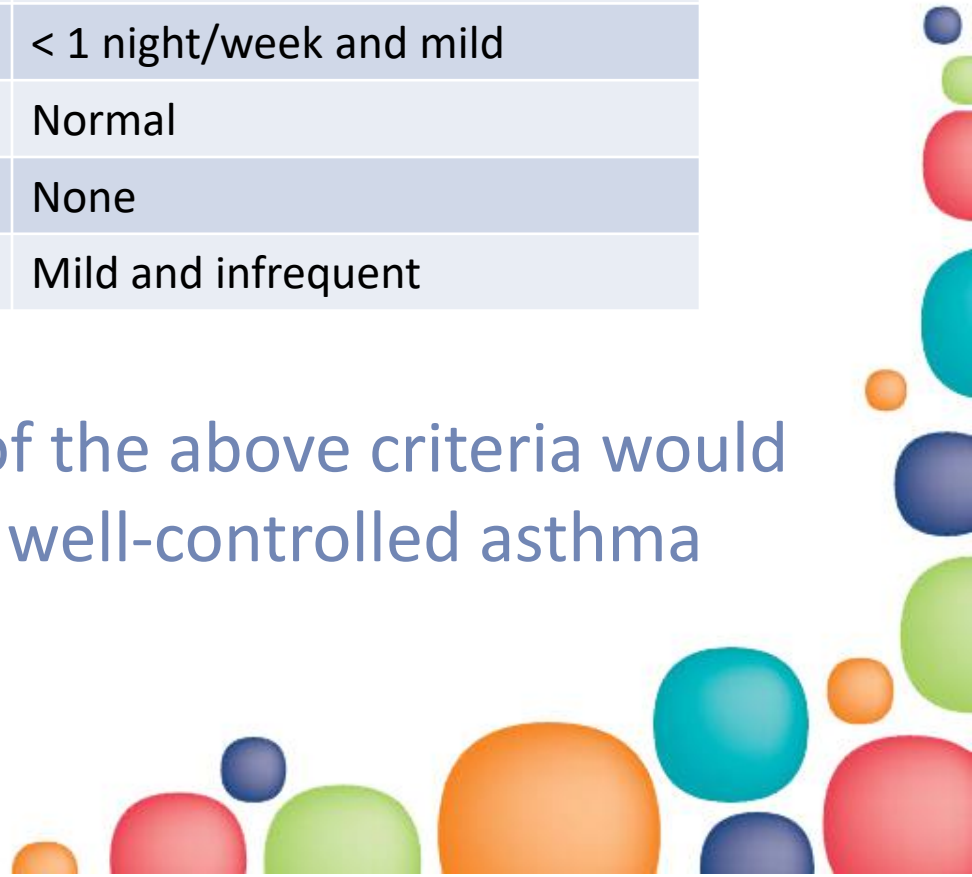 < 1 night/week and mild
Normal
None
Mild and infrequent
of the above criteria would
well-controlled asthma